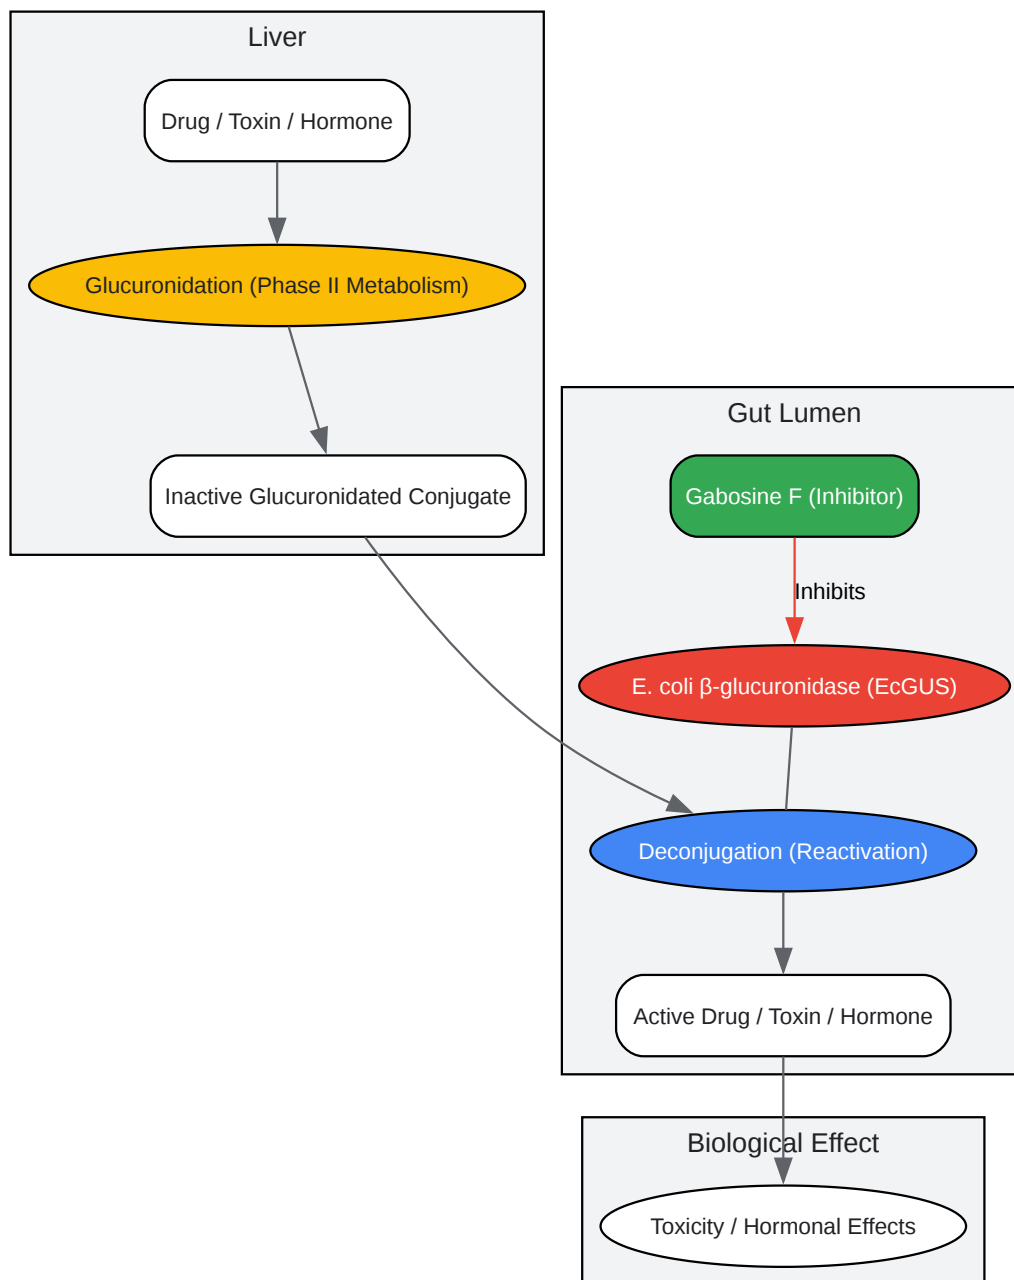 Liver
Drug / Toxin / Hormone
Glucuronidation (Phase II Metabolism)
Inactive Glucuronidated Conjugate
Gut Lumen
Gabosine F (Inhibitor)
Inhibits
E. coli β-glucuronidase (EcGUS)
Deconjugation (Reactivation)
Active Drug / Toxin / Hormone
Biological Effect
Toxicity / Hormonal Effects